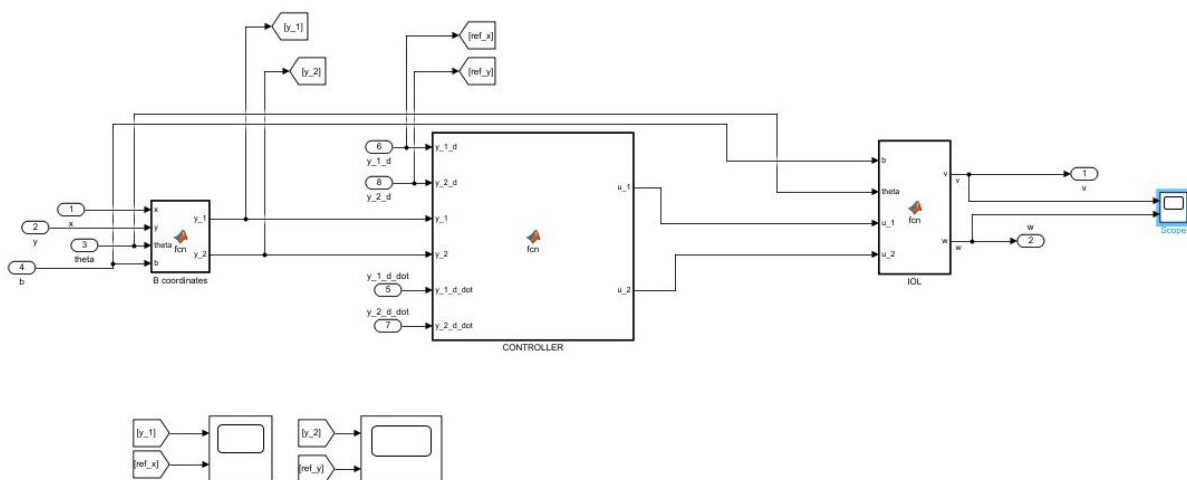 [y_1]
[y_2]
[ref_x]
[ref_y]
6
y_1_d
8
y_2_d
y_1_d
y_2_d
y_1
y_2
y_1_d_dot
y_2_d_dot
fcn
u_1
u_2
CONTROLLER
1
x
2
y
3
theta
4
b
x
y
theta
b
fcn
y_1
y_2
B coordinates
y_1_d_dot
5
y_2_d_dot
7
b
theta
u_1
u_2
fcn
v
w
IOL
v
w
1
v
w
2
Scope
[y_1]
[ref_x]
[y_2]
[ref_y]